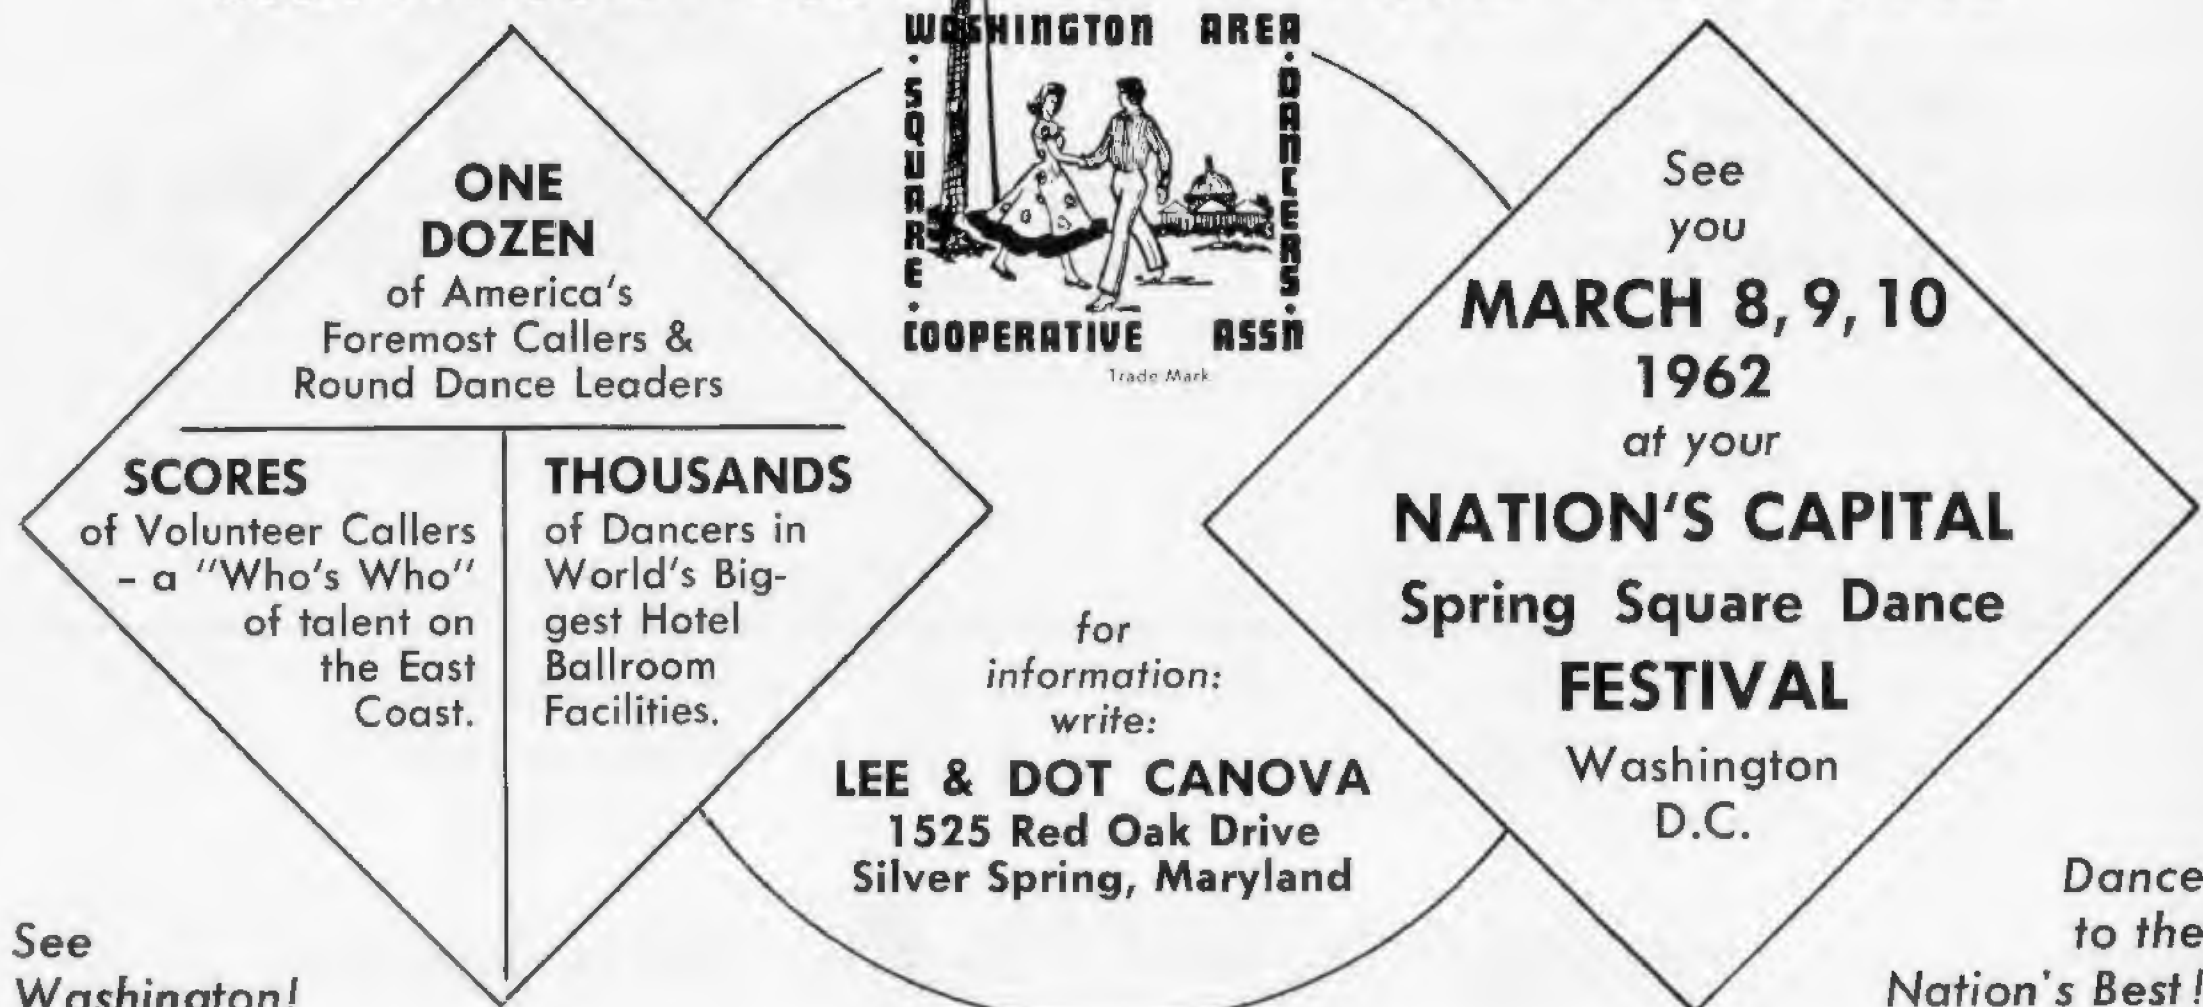 WASHINGTON AREA
SQUARE
DANCERS
COOPERATIVE ASSN
Trade Mark
ONE
DOZEN
of America's
Foremost Callers &
Round Dance Leaders
SCORES
of Volunteer Callers
– a "Who's Who"
of talent on
the East
Coast.
THOUSANDS
of Dancers in
World's Big-
gest Hotel
Ballroom
Facilities.
for
information:
write:
LEE & DOT CANOVA
1525 Red Oak Drive
Silver Spring, Maryland
See
you
MARCH 8, 9, 10
1962
at your
NATION'S CAPITAL
Spring Square Dance
FESTIVAL
Washington
D.C.
See
Washington!
Dance
to the
Nation's Best!